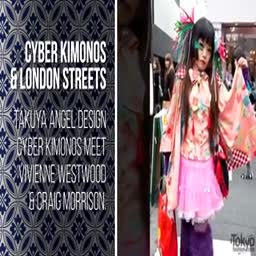 CYBER KIMONOS
& LONDON STREETS
TAKUYA ANGEL DESIGN
CYBER KIMONOS MEET
VIVIENNE WESTWOOD
& CRAIG MORRISON.
Tokyo